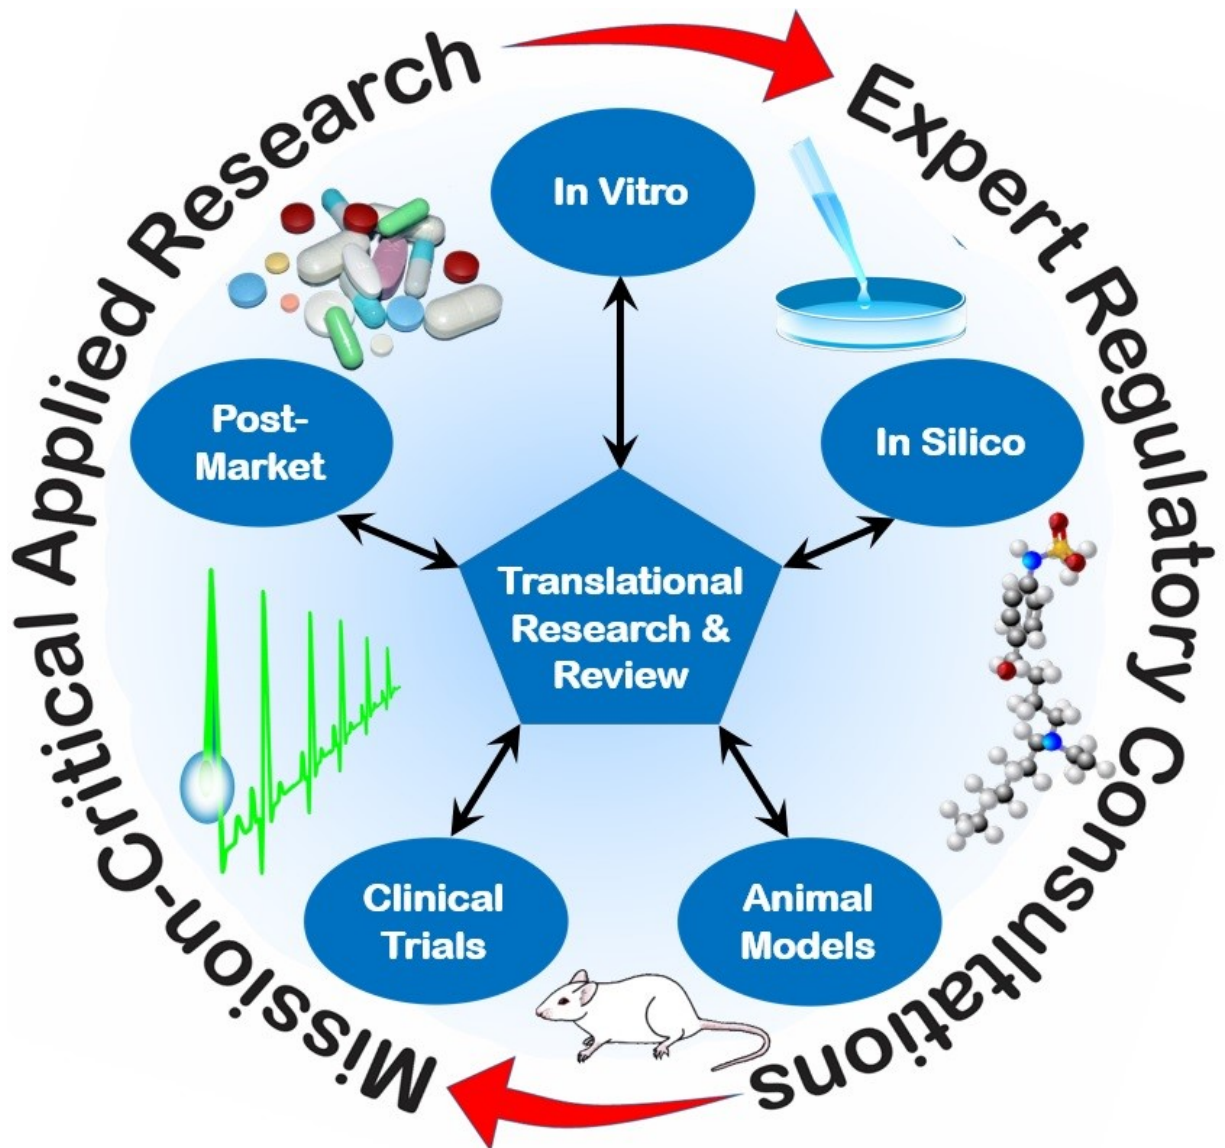 Mission-Critical Applied Research
Expert Regulatory Consultations
In Vitro
Post-
Market
In Silico
Translational
Research &
Review
Clinical
Trials
Animal
Models